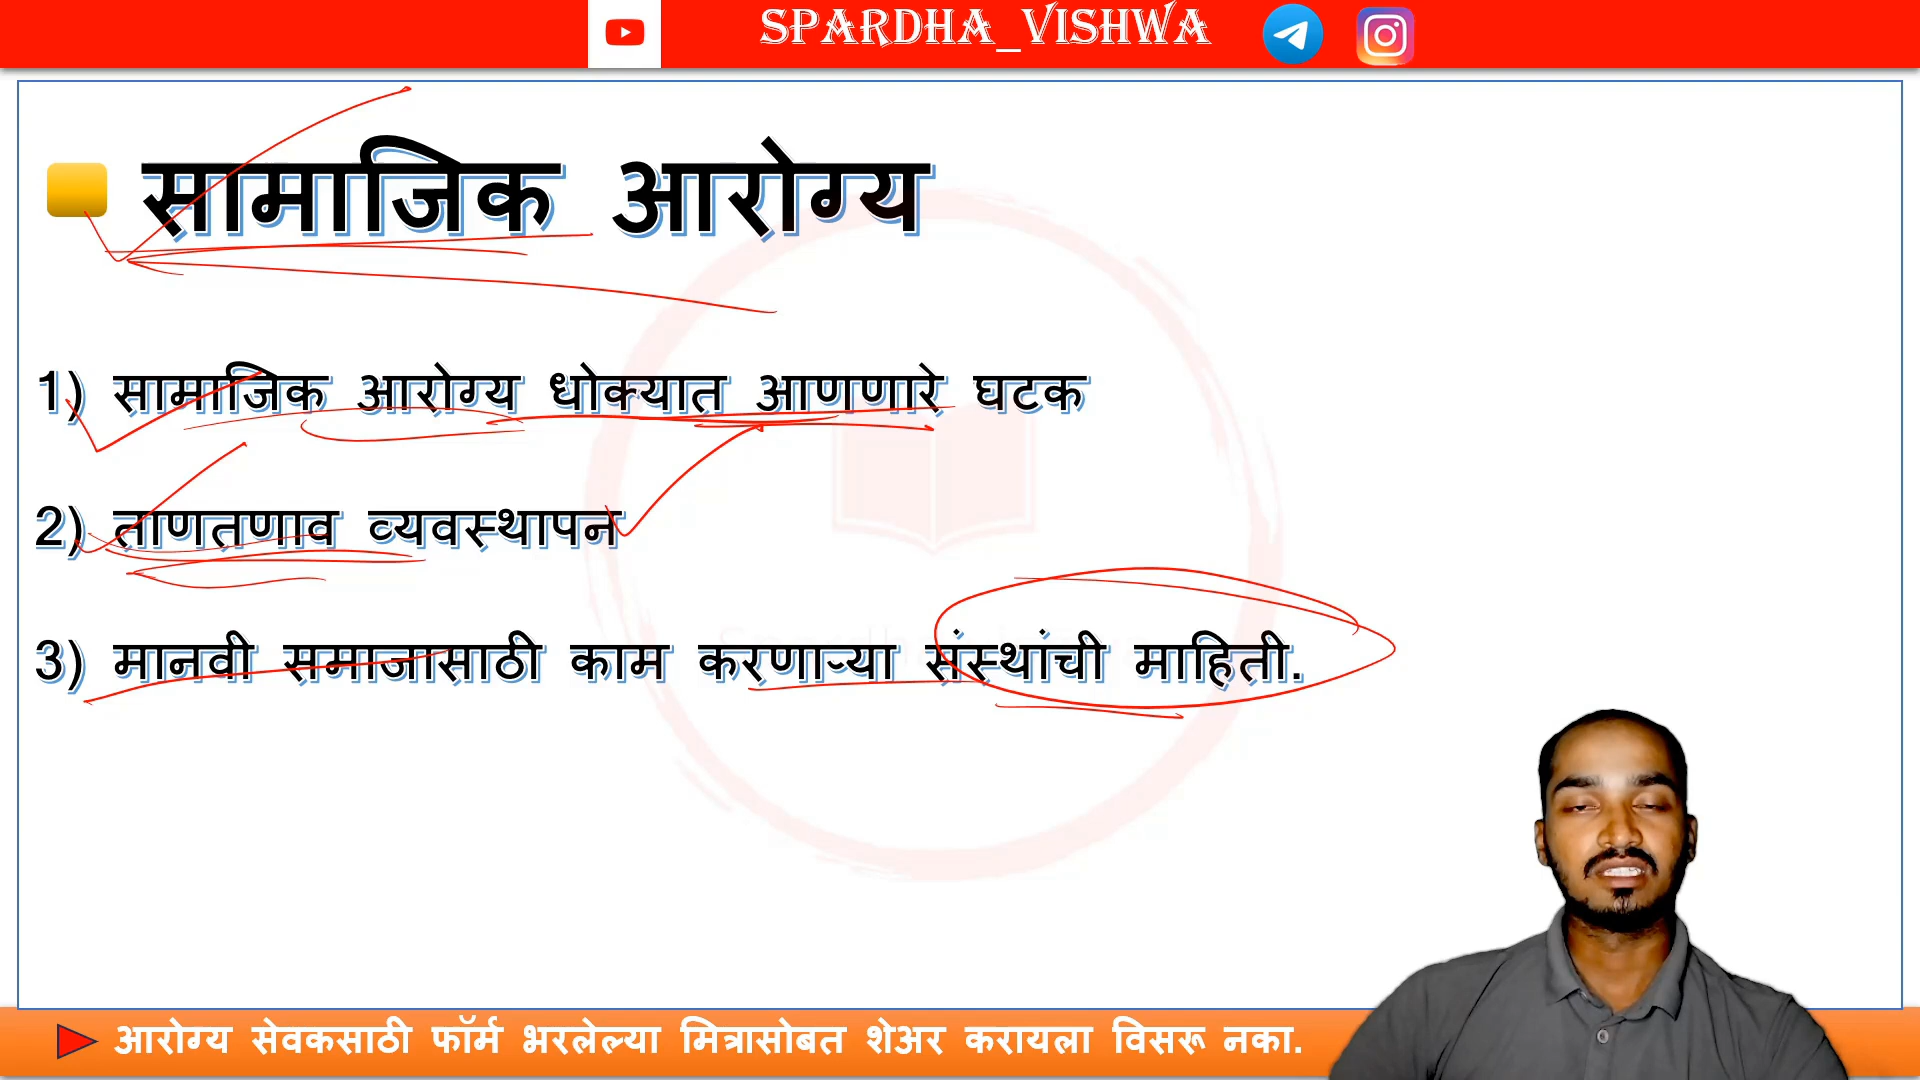 SPARDHA_VISHWA
सामाजिक आरोग्य
1) सामाजिक आरोग्य धोक्यात आणणारे घटक
2) ताणतणाव व्यवस्थापन
3) मानवी समाजासाठी काम करणाऱ्या संस्थांची माहिती.
आरोग्य सेवकसाठी फॉर्म भरलेल्या मित्रासोबत शेअर करायला विसरू नका.